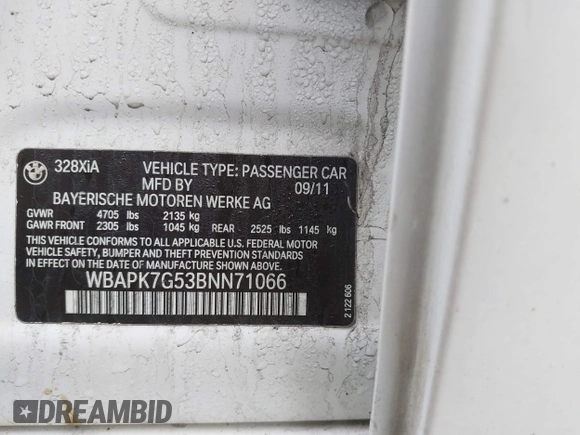 BMW
328XiA VEHICLE TYPE: PASSENGER CAR
MFD BY 09/11
BAYERISCHE MOTOREN WERKE AG
GVWR 4705 lbs 2135 kg
GAWR FRONT 2305 lbs 1045 kg REAR 2525 lbs 1145 kg
THIS VEHICLE CONFORMS TO ALL APPLICABLE U.S. FEDERAL MOTOR
VEHICLE SAFETY, BUMPER AND THEFT PREVENTION STANDARDS
IN EFFECT ON THE DATE OF MANUFACTURE SHOWN ABOVE.
WBAPK7G53BNN71066
2 122 606
DREAMBID